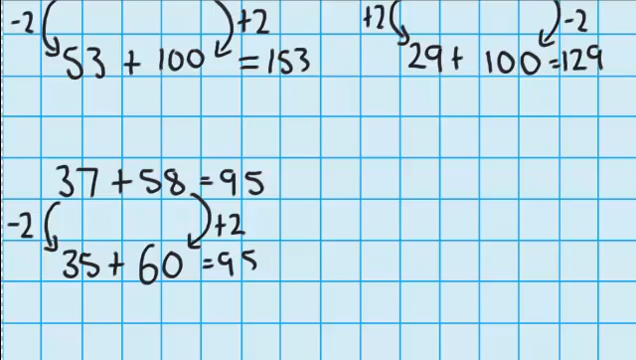 -2 +2 +2 -2
53 + 100 = 153 29 + 100 = 129
37 + 58 = 95
-2 +2
35 + 60 = 95